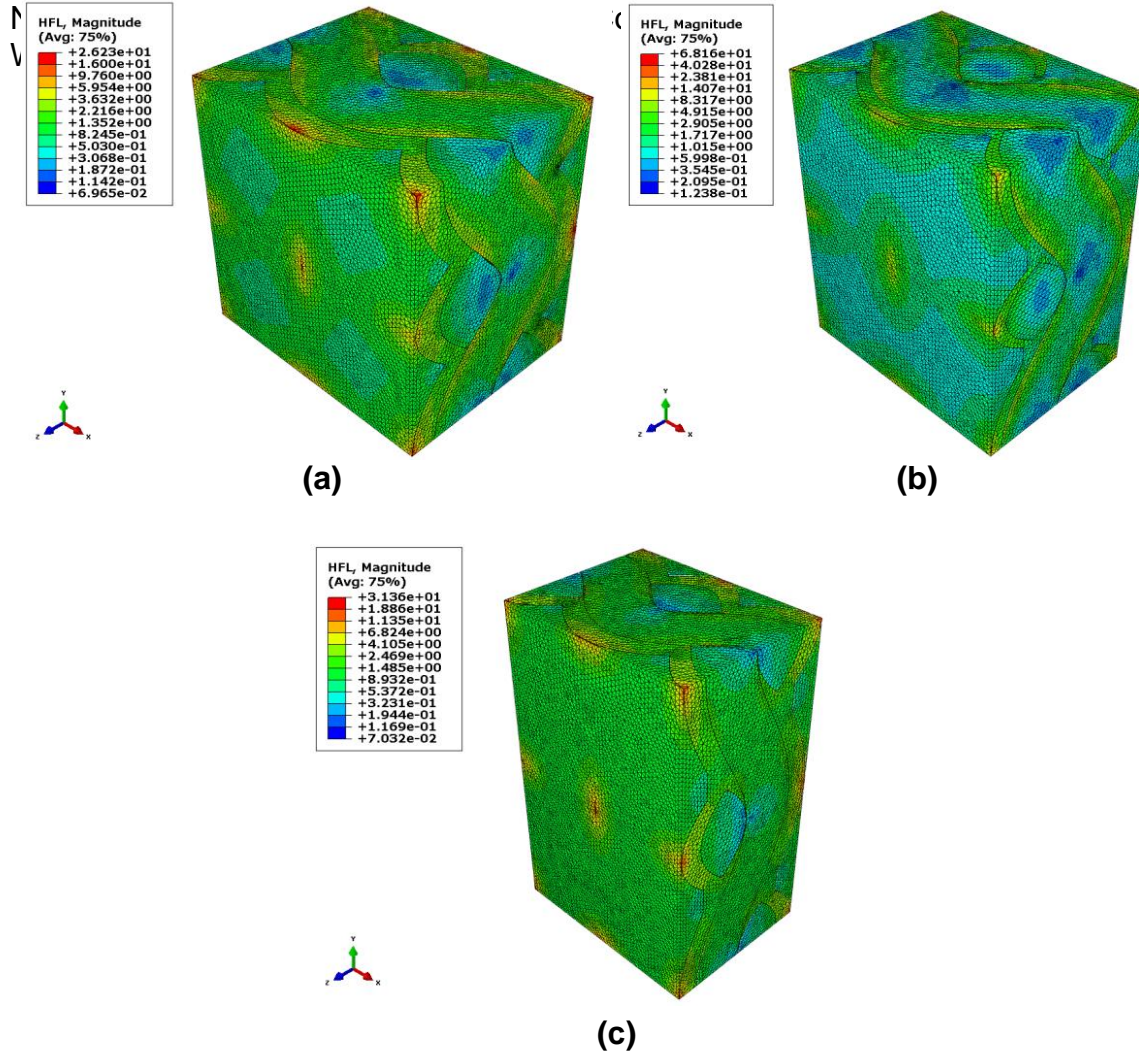 HFL, Magnitude
(Avg: 75%)
+2.623e+01
+1.600e+01
+9.760e+00
+5.954e+00
+3.632e+00
+2.216e+00
+1.352e+00
+8.245e-01
+5.030e-01
+3.068e-01
+1.872e-01
+1.142e-01
+6.965e-02
Y
Z
X
(a)
HFL, Magnitude
(Avg: 75%)
+6.816e+01
+4.028e+01
+2.381e+01
+1.407e+01
+8.317e+00
+4.915e+00
+2.905e+00
+1.717e+00
+1.015e+00
+5.998e-01
+3.545e-01
+2.095e-01
+1.238e-01
Y
Z
X
(b)
HFL, Magnitude
(Avg: 75%)
+3.136e+01
+1.886e+01
+1.135e+01
+6.824e+00
+4.105e+00
+2.469e+00
+1.485e+00
+8.932e-01
+5.372e-01
+3.231e-01
+1.944e-01
+1.169e-01
+7.032e-02
Y
Z
X
(c)